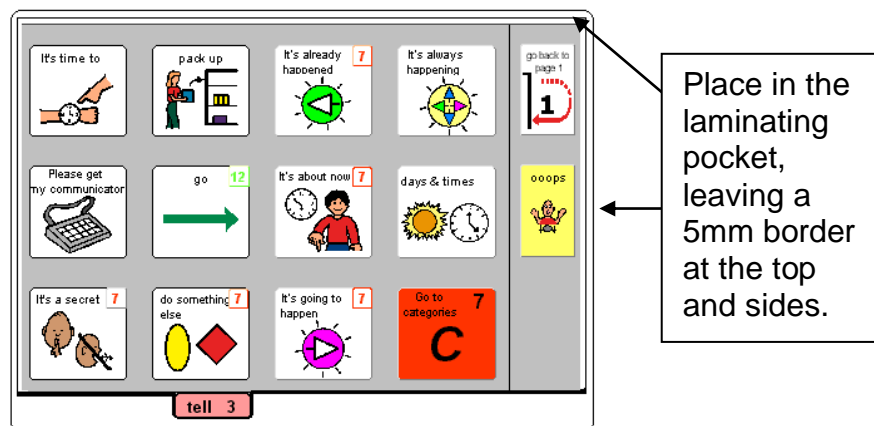 It's time to
pack up
It's already 7
happened
It's always
happening
go back to
page 1
1
Please get
my communicator
go 12
It's about now 7
days & times
ooops
It's a secret 7
do something 7
else
It's going to 7
happen
Go to 7
categories
C
tell 3
Place in the
laminating
pocket,
leaving a
5mm border
at the top
and sides.